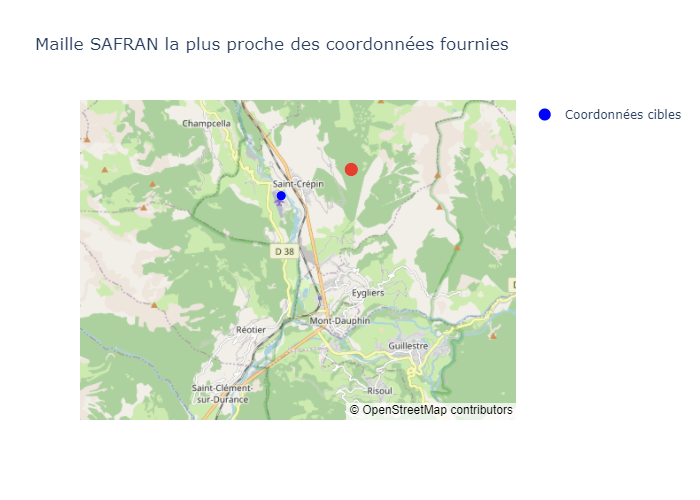 Maille SAFRAN la plus proche des coordonnées fournies
Coordonnées cibles
Champcella
Saint-Crépin
D 38
Eygliers
Mont-Dauphin
Réotier
Guillestre
Saint-Clément-
sur-Durance
Risoul
D
© OpenStreetMap contributors